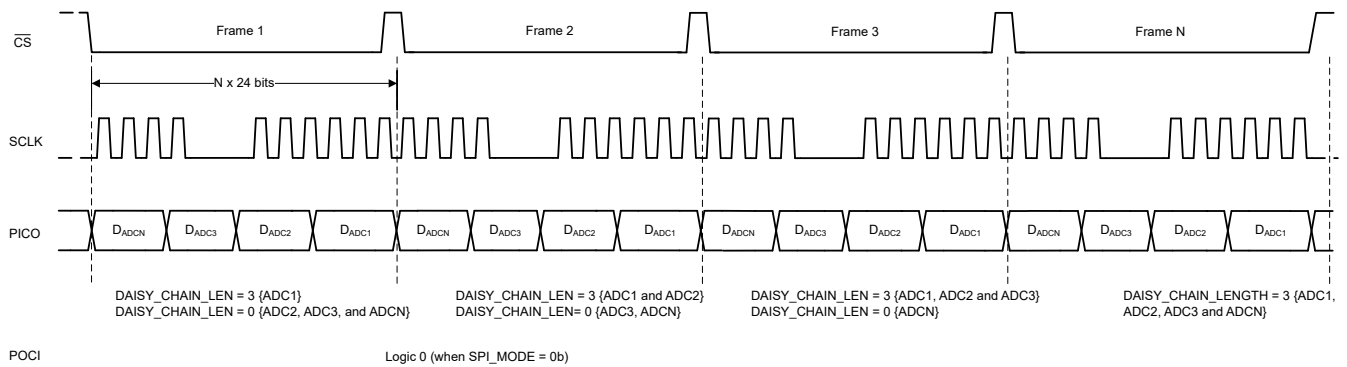 CS
Frame 1
Frame 2
Frame 3
Frame N
N x 24 bits
SCLK
PICO
DADCN
DADC3
DADC2
DADC1
DADCN
DADC3
DADC2
DADC1
DADCN
DADC3
DADC2
DADC1
DADCN
DADC3
DADC2
DADC1
DAISY_CHAIN_LEN = 3 {ADC1}
DAISY_CHAIN_LEN = 0 {ADC2, ADC3, and ADCN}
DAISY_CHAIN_LEN = 3 {ADC1 and ADC2}
DAISY_CHAIN_LEN= 0 {ADC3, ADCN}
DAISY_CHAIN_LEN = 3 {ADC1, ADC2 and ADC3}
DAISY_CHAIN_LEN = 0 {ADCN}
DAISY_CHAIN_LENGTH = 3 {ADC1,
ADC2, ADC3 and ADCN}
POCI
Logic 0 (when SPI_MODE = 0b)